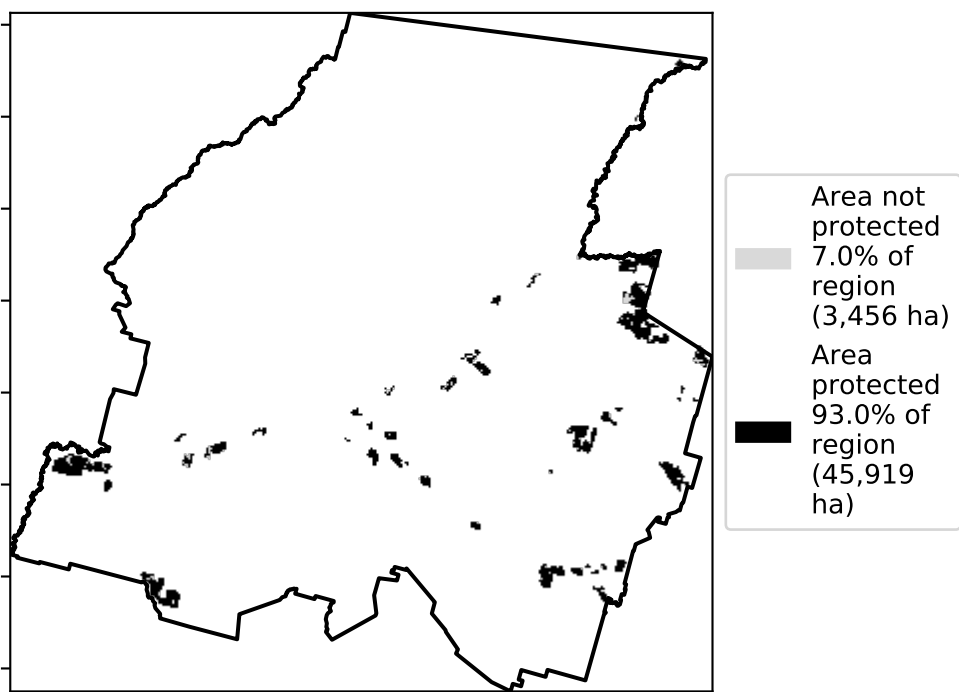 Area not
protected
7.0% of
region
(3,456 ha)
Area
protected
93.0% of
region
(45,919
ha)